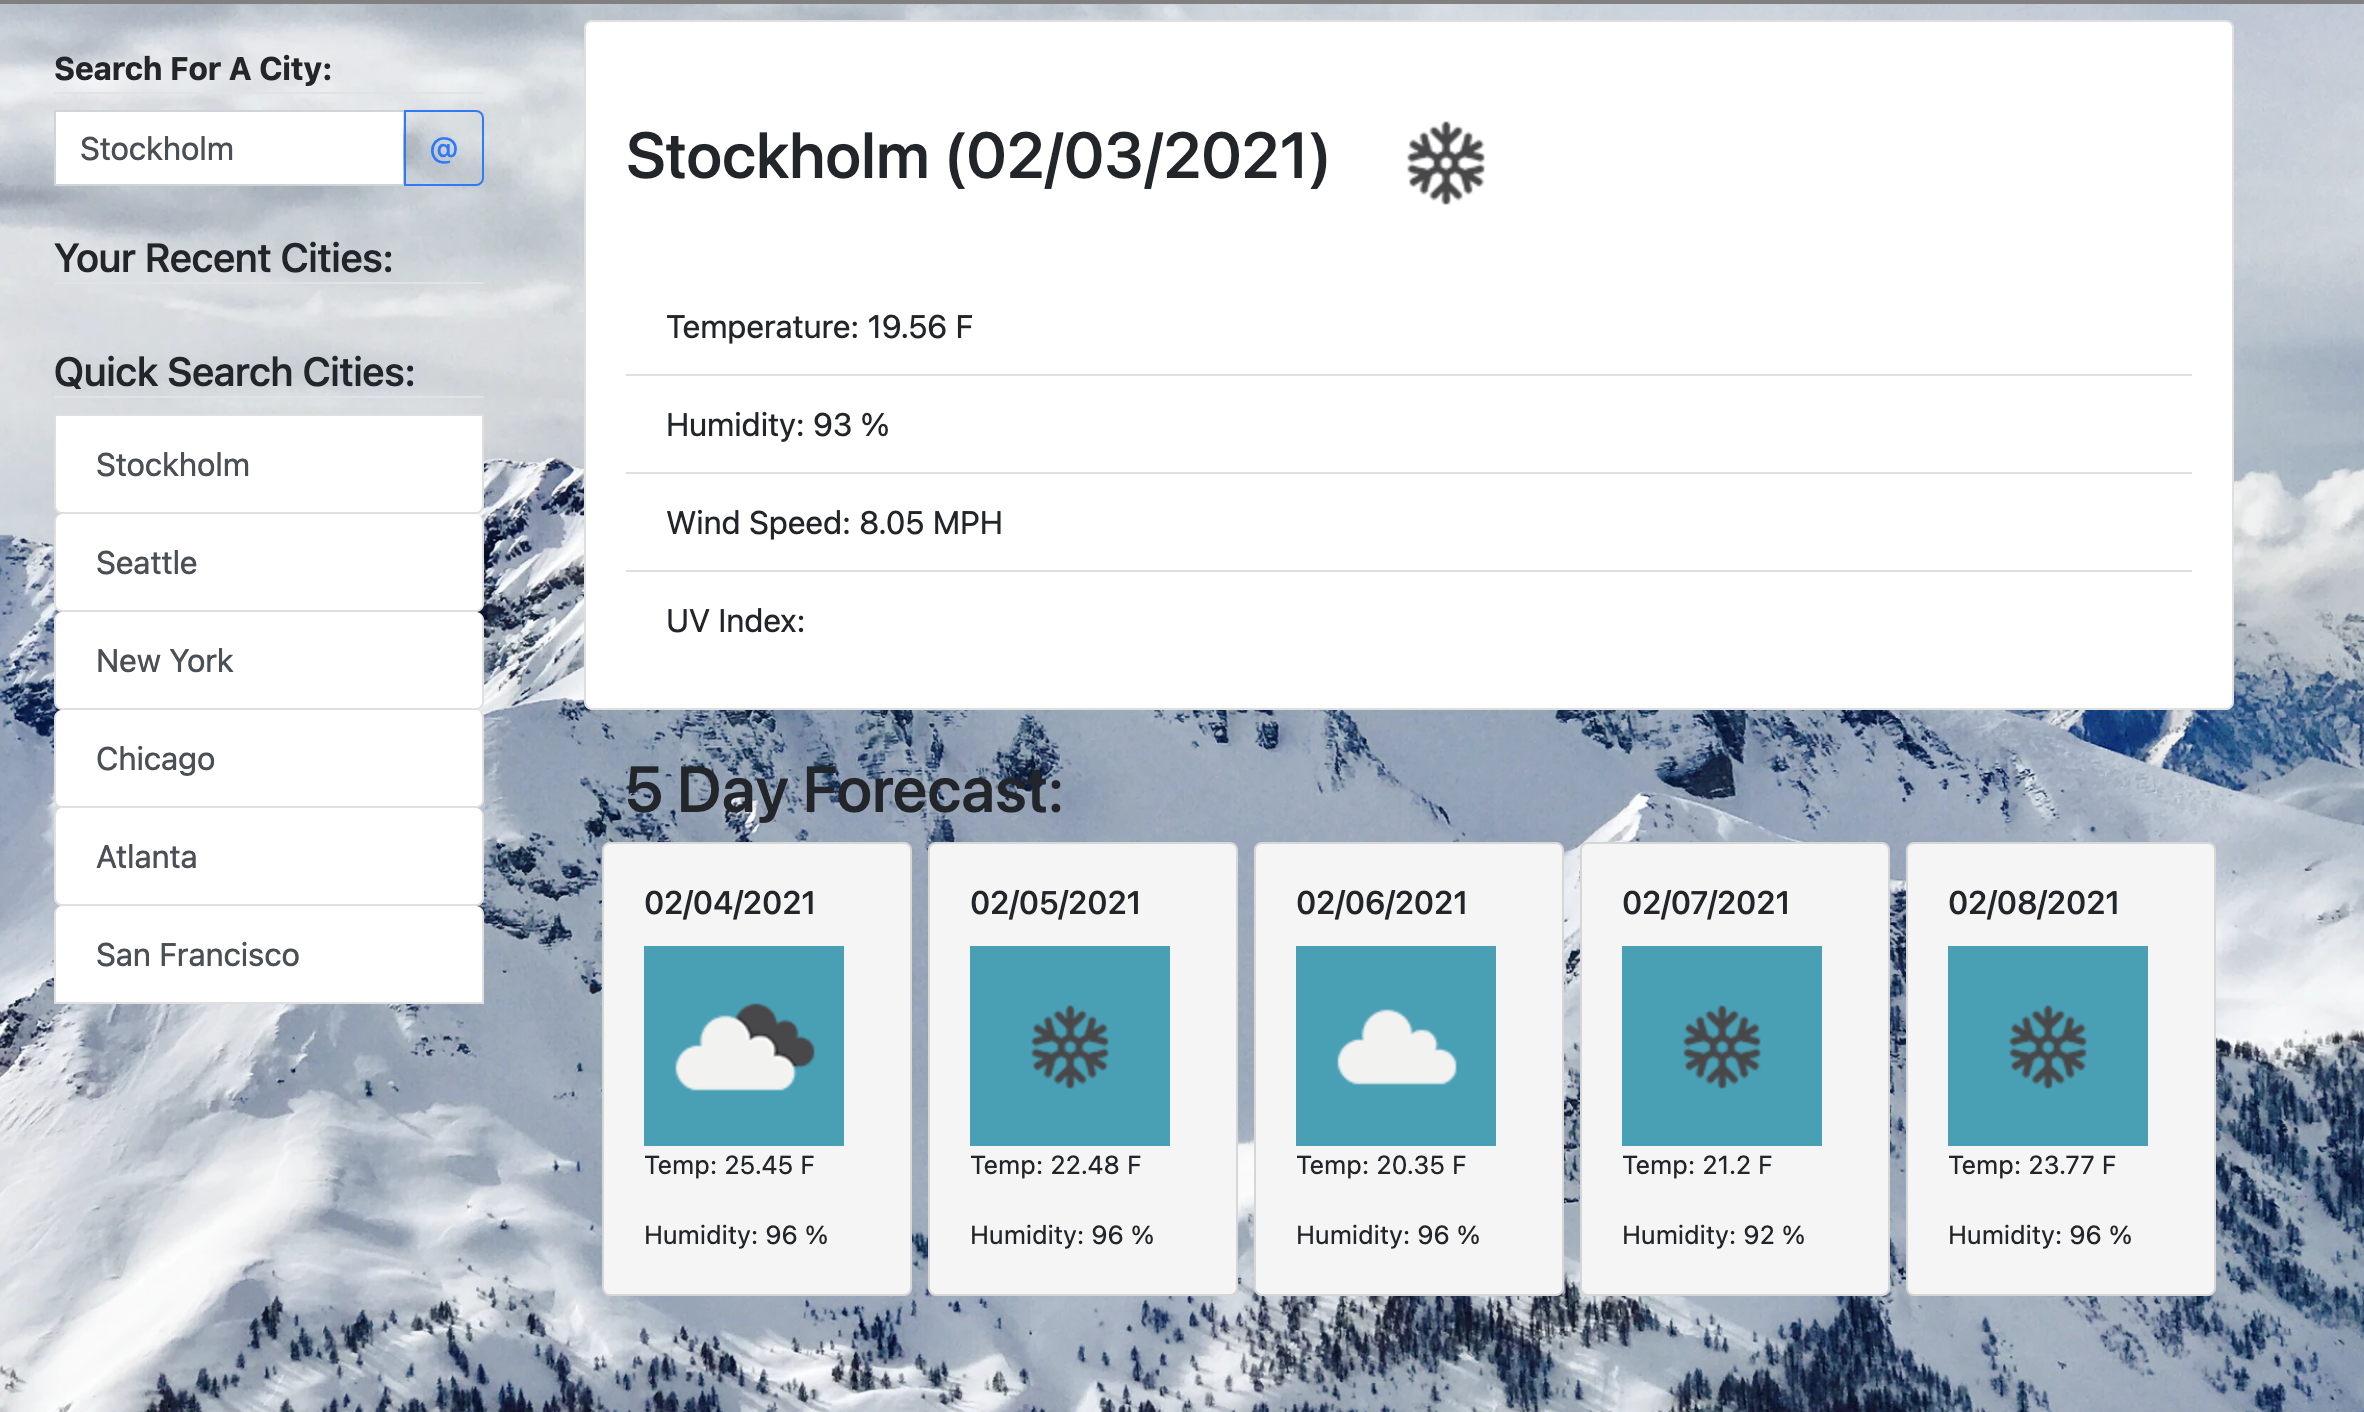 Search For A City:
Stockholm
@
Your Recent Cities:
Quick Search Cities:
Stockholm
Seattle
New York
Chicago
Atlanta
San Francisco
Stockholm (02/03/2021)
Temperature: 19.56 F
Humidity: 93 %
Wind Speed: 8.05 MPH
UV Index:
5 Day Forecast:
02/04/2021
Temp: 25.45 F
Humidity: 96 %
02/05/2021
Temp: 22.48 F
Humidity: 96 %
02/06/2021
Temp: 20.35 F
Humidity: 96 %
02/07/2021
Temp: 21.2 F
Humidity: 92 %
02/08/2021
Temp: 23.77 F
Humidity: 96 %